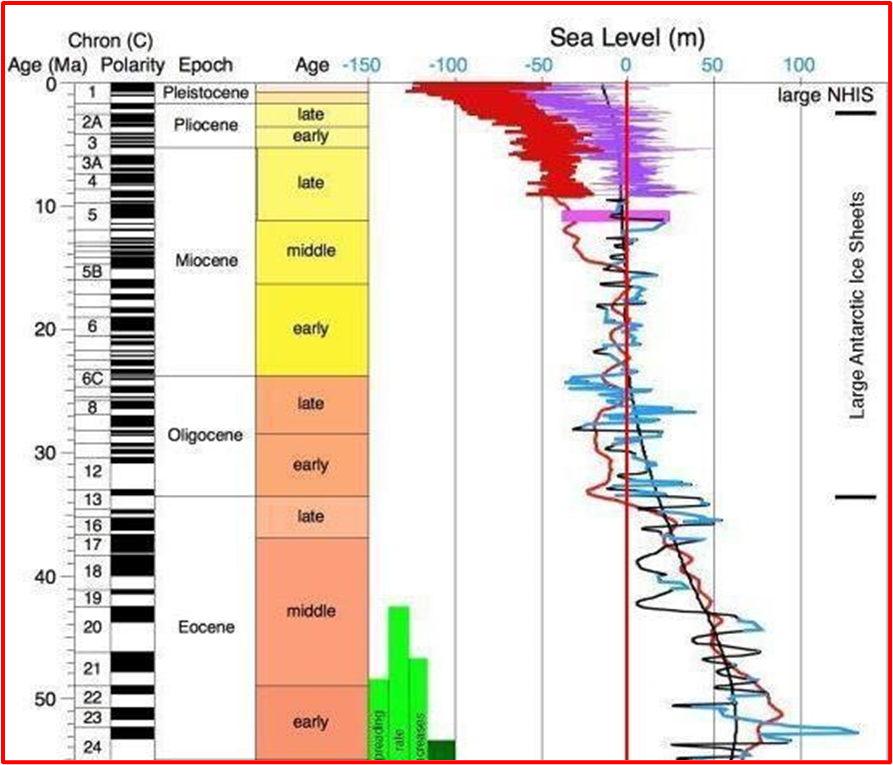 Sea Level (m)
Chron (C)
Age (Ma) Polarity Epoch Age -150 -100 -50 0 50 100
0
1 Pleistocene large NHIS
late
2A Pliocene
early
3
3A
4 late
10
5
middle
Miocene
5B
Large Antarctic Ice Sheets
20 6 early
6C
8 late
Oligocene
30
12 early
13
16 late
17
18
40
19
20 Eocene middle
21
50 22
23 early
24
preading
rate
creases